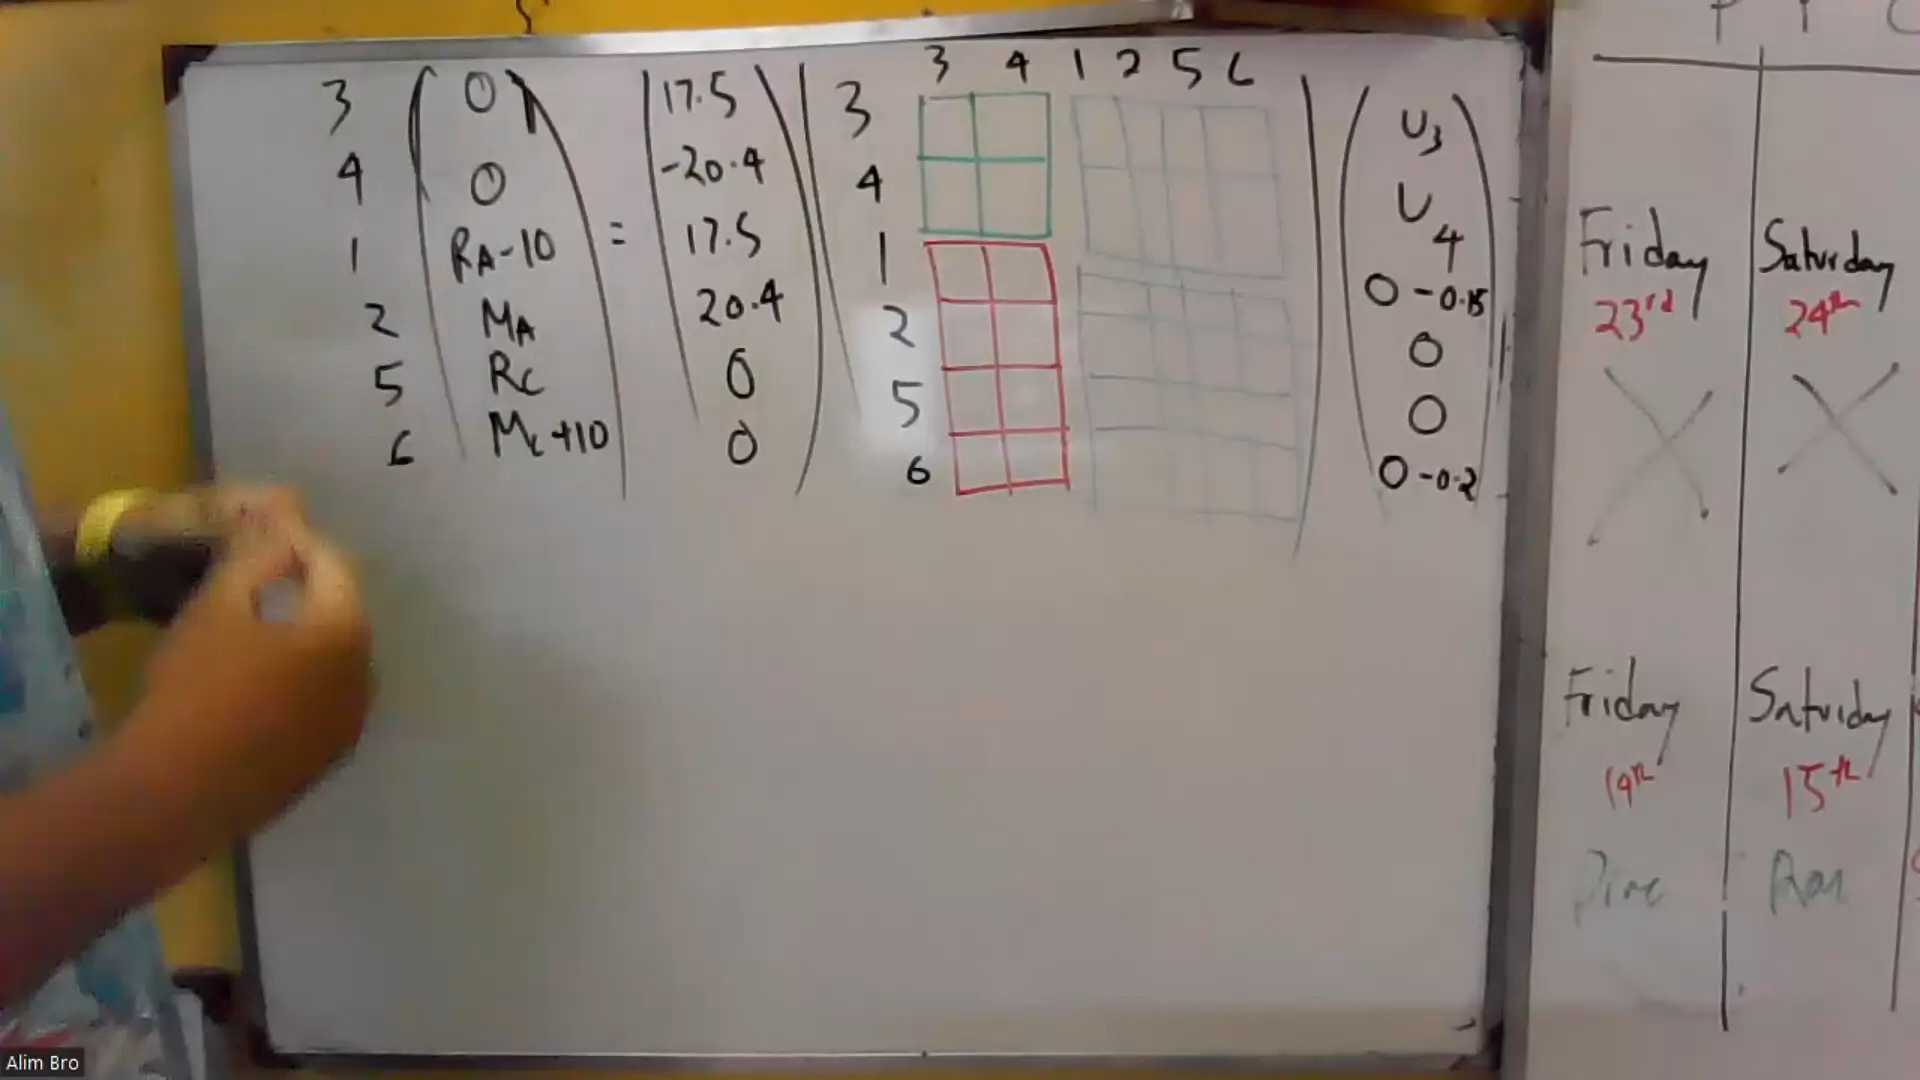 3 4 1 2 5 6
3 0 17.5 3 U3
4 0 -20.4 4 U4
1 RA-10 = 17.5 1 0 -0.15
2 MA 20.4 2 0
5 RC 0 5 0
6 MC+10 0 6 0 -0.2
Friday Saturday
23rd 24th
Friday Saturday
15th
Alim Bro